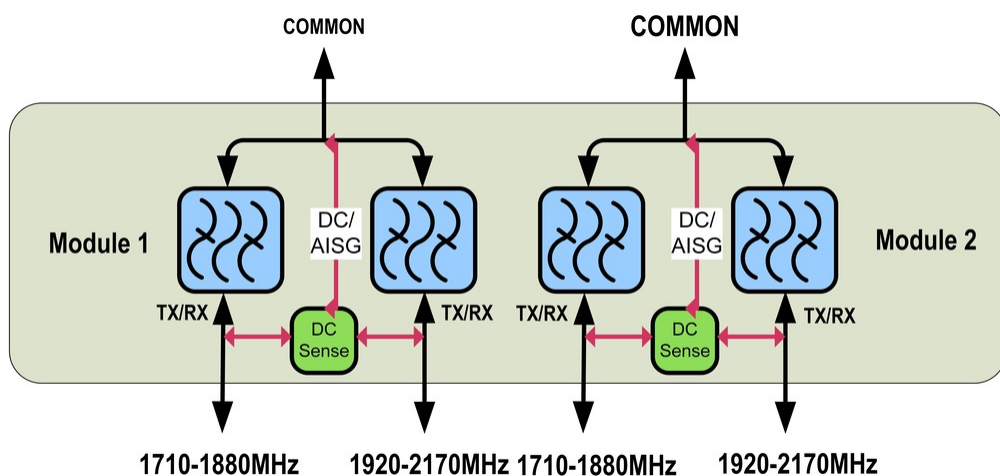 COMMON
COMMON
Module 1
DC/
AISG
DC/
AISG
Module 2
TX/RX
TX/RX
TX/RX
TX/RX
DC
Sense
DC
Sense
1710-1880MHz
1920-2170MHz
1710-1880MHz
1920-2170MHz